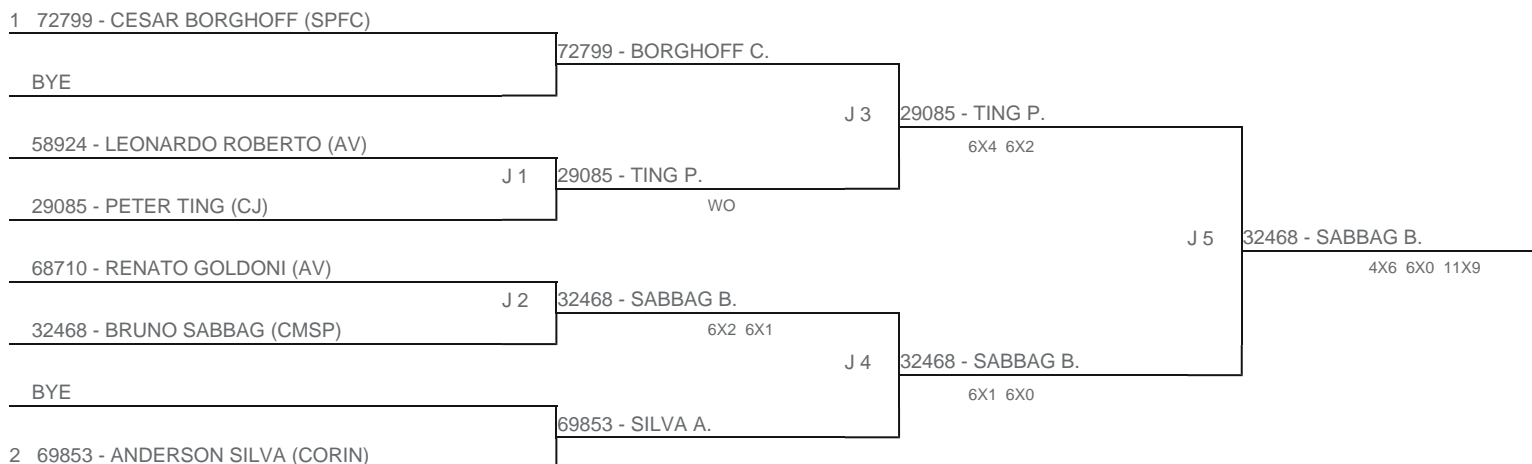 1 72799 - CESAR BORGHOFF (SPFC)
72799 - BORGHOFF C.
BYE
J 3
29085 - TING P.
58924 - LEONARDO ROBERTO (AV)
6X4 6X2
J 1
29085 - TING P.
29085 - PETER TING (CJ)
WO
J 5
32468 - SABBAG B.
68710 - RENATO GOLDONI (AV)
4X6 6X0 11X9
J 2
32468 - SABBAG B.
32468 - BRUNO SABBAG (CMSP)
6X2 6X1
J 4
32468 - SABBAG B.
BYE
6X1 6X0
69853 - SILVA A.
2 69853 - ANDERSON SILVA (CORIN)